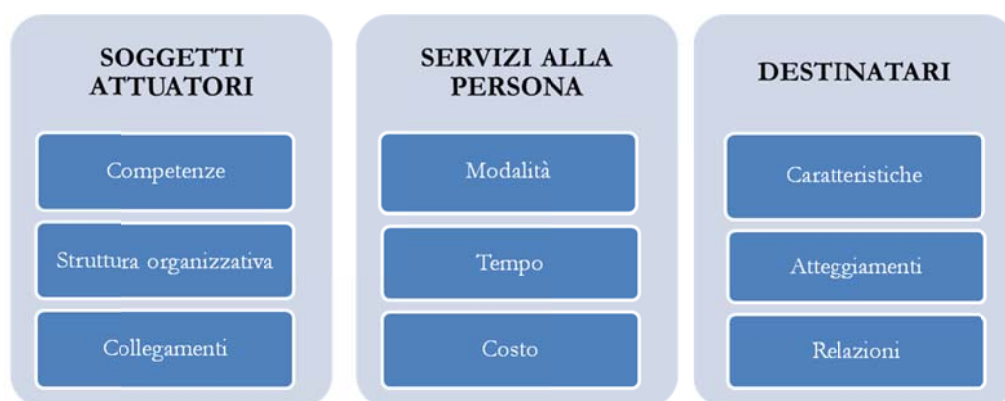 SOGGETTI
ATTUATORI
Competenze
Struttura organizzativa
Collegamenti
SERVIZI ALLA
PERSONA
Modalità
Tempo
Costo
DESTINATARI
Caratteristiche
Atteggiamenti
Relazioni